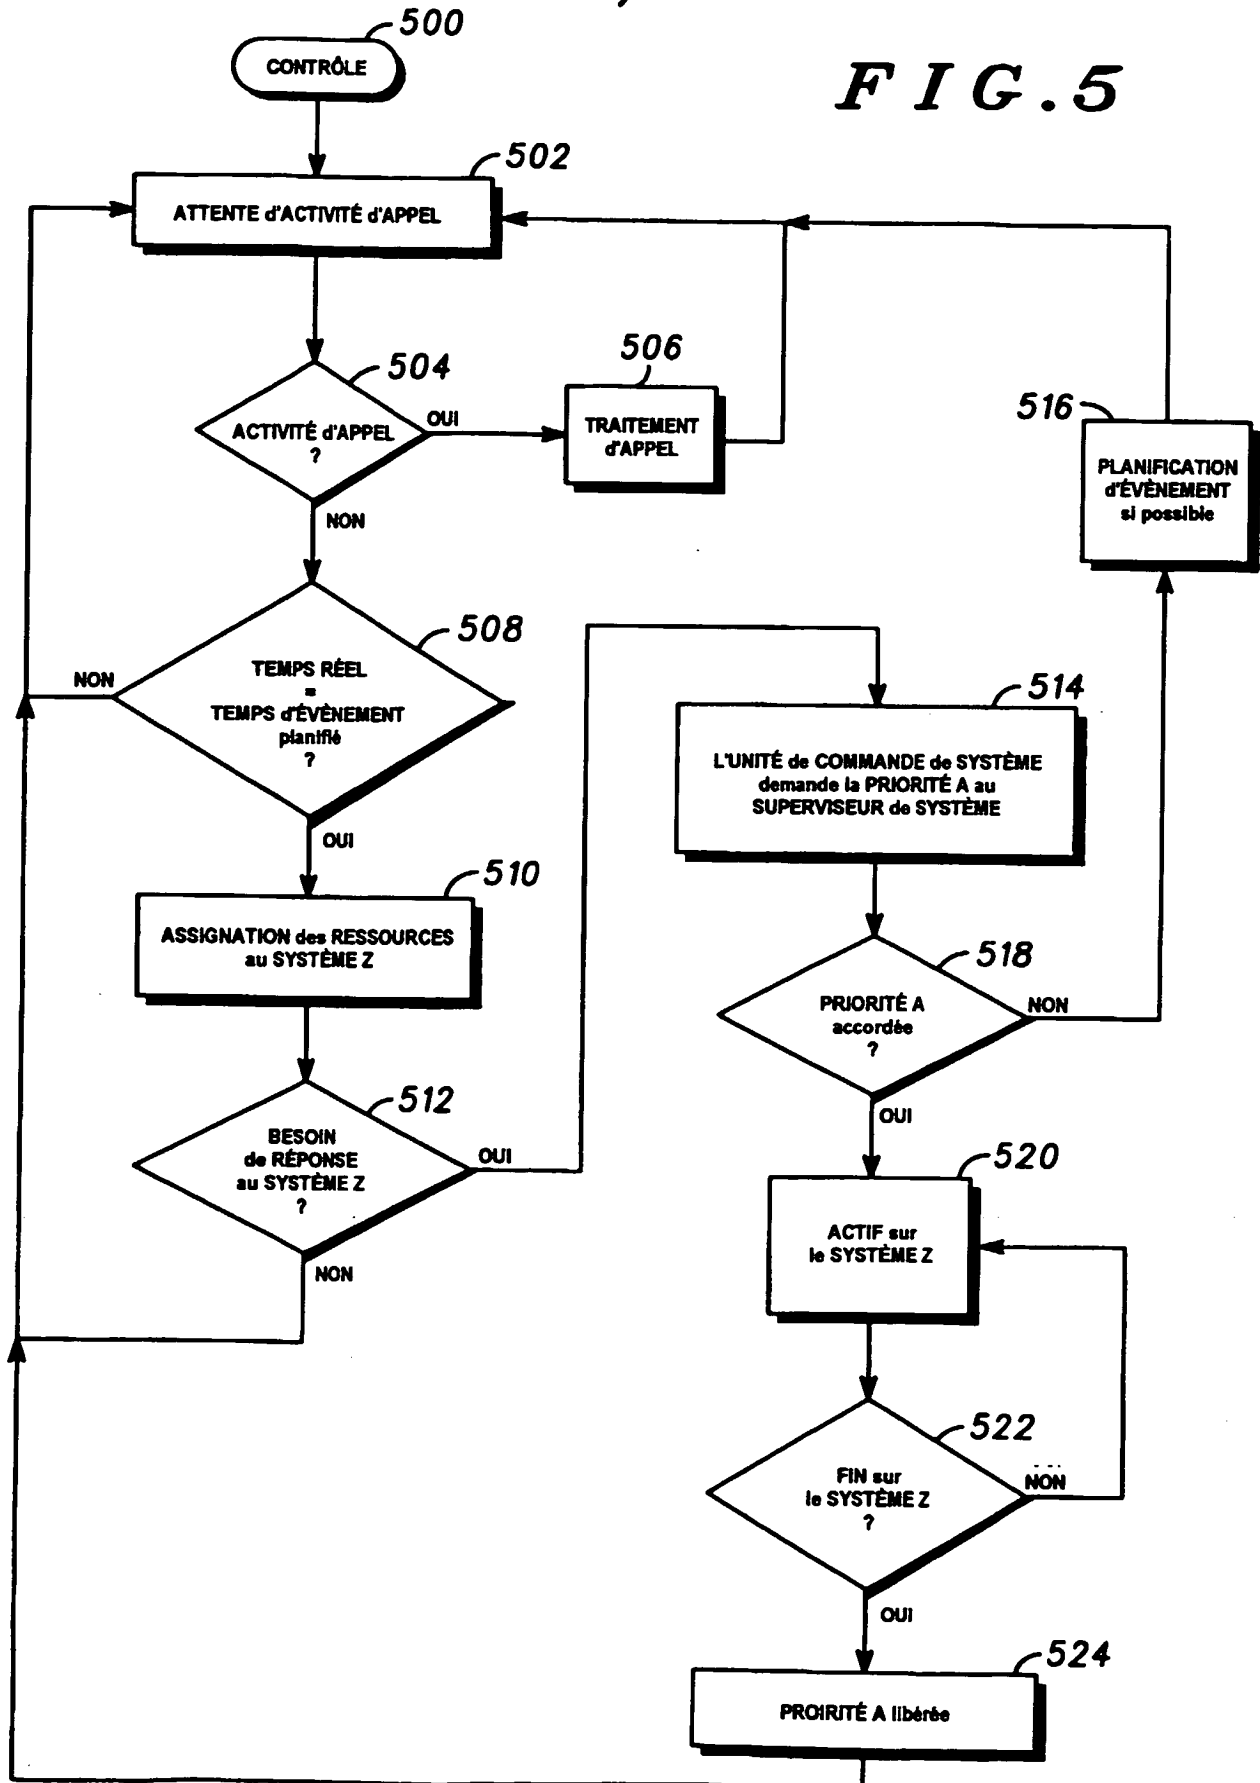 500
CONTRÔLE
FIG.5
502
ATTENTE d'ACTIVITÉ d'APPEL
504
ACTIVITÉ d'APPEL
?
OUI
NON
506
TRAITEMENT
d'APPEL
516
PLANIFICATION
d'ÉVÈNEMENT
si possible
508
TEMPS RÉEL
=
TEMPS d'ÉVÈNEMENT
planifié
?
NON
OUI
510
ASSIGNATION des RESSOURCES
au SYSTÈME Z
512
BESOIN
de RÉPONSE
au SYSTÈME Z
?
OUI
NON
514
L'UNITÉ de COMMANDE de SYSTÈME
demande la PRIORITÉ A au
SUPERVISEUR de SYSTÈME
518
PRIORITÉ A
accordée
?
NON
OUI
520
ACTIF sur
le SYSTÈME Z
522
FIN sur
le SYSTÈME Z
?
NON
OUI
524
PROIRITÉ A libérée